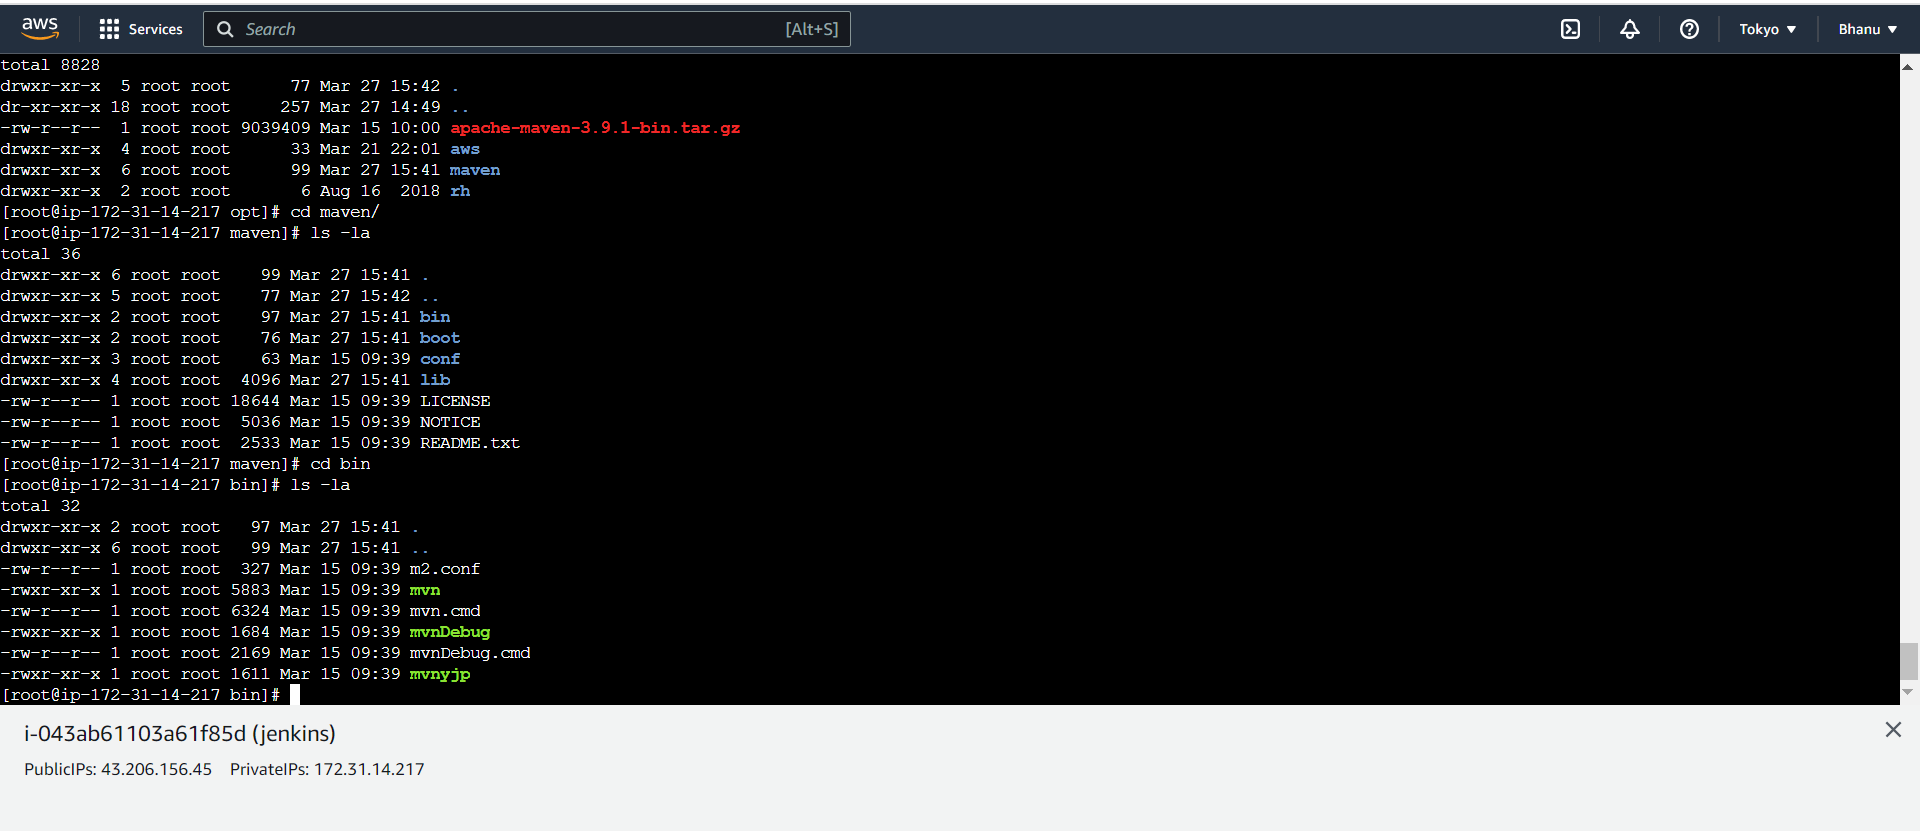 aws Services Search [Alt+S] Tokyo ▼ Bhanu ▼
total 8828
drwxr-xr-x  5 root root      77 Mar 27 15:42 .
dr-xr-xr-x 18 root root     257 Mar 27 14:49 ..
-rw-r--r--  1 root root 9039409 Mar 15 10:00 apache-maven-3.9.1-bin.tar.gz
drwxr-xr-x  4 root root      33 Mar 21 22:01 aws
drwxr-xr-x  6 root root      99 Mar 27 15:41 maven
drwxr-xr-x  2 root root       6 Aug 16  2018 rh
[root@ip-172-31-14-217 opt]# cd maven/
[root@ip-172-31-14-217 maven]# ls -la
total 36
drwxr-xr-x 6 root root    99 Mar 27 15:41 .
drwxr-xr-x 5 root root    77 Mar 27 15:42 ..
drwxr-xr-x 2 root root    97 Mar 27 15:41 bin
drwxr-xr-x 2 root root    76 Mar 27 15:41 boot
drwxr-xr-x 3 root root    63 Mar 15 09:39 conf
drwxr-xr-x 4 root root  4096 Mar 27 15:41 lib
-rw-r--r-- 1 root root 18644 Mar 15 09:39 LICENSE
-rw-r--r-- 1 root root  5036 Mar 15 09:39 NOTICE
-rw-r--r-- 1 root root  2533 Mar 15 09:39 README.txt
[root@ip-172-31-14-217 maven]# cd bin
[root@ip-172-31-14-217 bin]# ls -la
total 32
drwxr-xr-x 2 root root   97 Mar 27 15:41 .
drwxr-xr-x 6 root root   99 Mar 27 15:41 ..
-rw-r--r-- 1 root root  327 Mar 15 09:39 m2.conf
-rwxr-xr-x 1 root root 5883 Mar 15 09:39 mvn
-rw-r--r-- 1 root root 6324 Mar 15 09:39 mvn.cmd
-rwxr-xr-x 1 root root 1684 Mar 15 09:39 mvnDebug
-rw-r--r-- 1 root root 2169 Mar 15 09:39 mvnDebug.cmd
-rwxr-xr-x 1 root root 1611 Mar 15 09:39 mvnyjp
[root@ip-172-31-14-217 bin]#
i-043ab61103a61f85d (jenkins)
PublicIPs: 43.206.156.45 PrivateIPs: 172.31.14.217